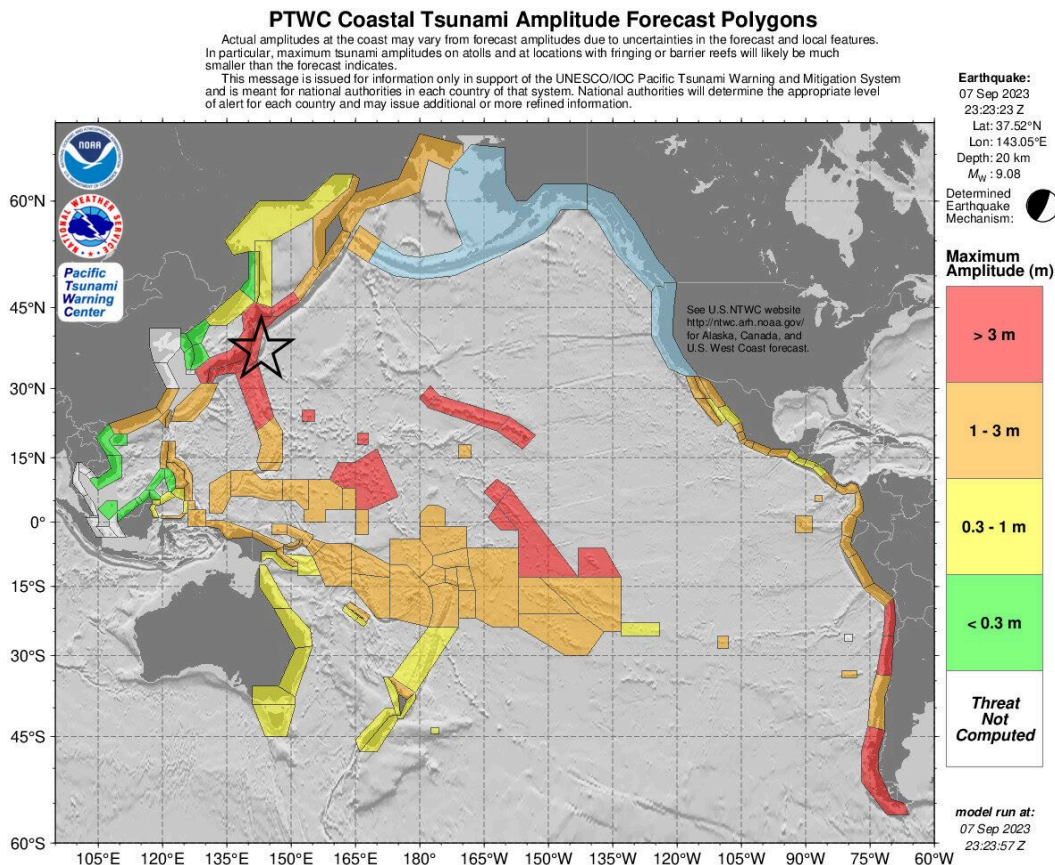 PTWC Coastal Tsunami Amplitude Forecast Polygons
Actual amplitudes at the coast may vary from forecast amplitudes due to uncertainties in the forecast and local features.
In particular, maximum tsunami amplitudes on atolls and at locations with fringing or barrier reefs will likely be much
smaller than the forecast indicates.
This message is issued for information only in support of the UNESCO/IOC Pacific Tsunami Warning and Mitigation System
and is meant for national authorities in each country of that system. National authorities will determine the appropriate level
of alert for each country and may issue additional or more refined information.
Earthquake:
07 Sep 2023
23:23:23 Z
Lat: 37.52°N
Lon: 143.05°E
Depth: 20 km
Mw : 9.08
Determined
Earthquake
Mechanism:
NOAA
NATIONAL WEATHER SERVICE
Pacific
Tsunami
Warning
Center
See U.S.NTWC website
http://ntwc.arh.noaa.gov/
for Alaska, Canada, and
U.S. West Coast forecast.
60°N
45°N
30°N
15°N
0°
15°S
30°S
45°S
60°S
105°E 120°E 135°E 150°E 165°E 180° 165°W 150°W 135°W 120°W 105°W 90°W 75°W 60°W
Maximum
Amplitude (m)
> 3 m
1 - 3 m
0.3 - 1 m
< 0.3 m
Threat
Not
Computed
model run at:
07 Sep 2023
23:23:57 Z